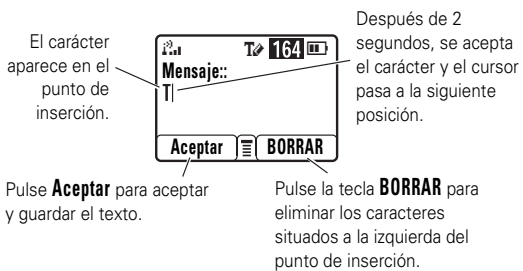 El carácter
aparece en el
punto de
inserción.
Después de 2
segundos, se acepta
el carácter y el cursor
pasa a la siguiente
posición.
164
Mensaje::
T
Aceptar
BORRAR
Pulse Aceptar para aceptar
y guardar el texto.
Pulse la tecla BORRAR para
eliminar los caracteres
situados a la izquierda del
punto de inserción.